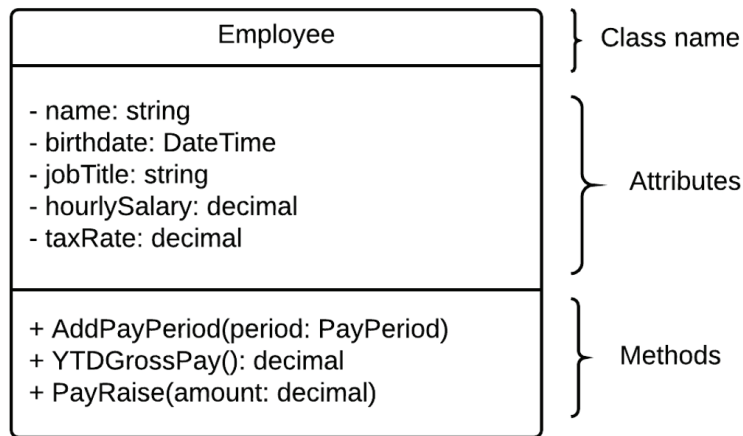 Employee
Class name
- name: string
- birthdate: DateTime
- jobTitle: string
- hourlySalary: decimal
- taxRate: decimal
Attributes
+ AddPayPeriod(period: PayPeriod)
+ YTDGrossPay(): decimal
+ PayRaise(amount: decimal)
Methods